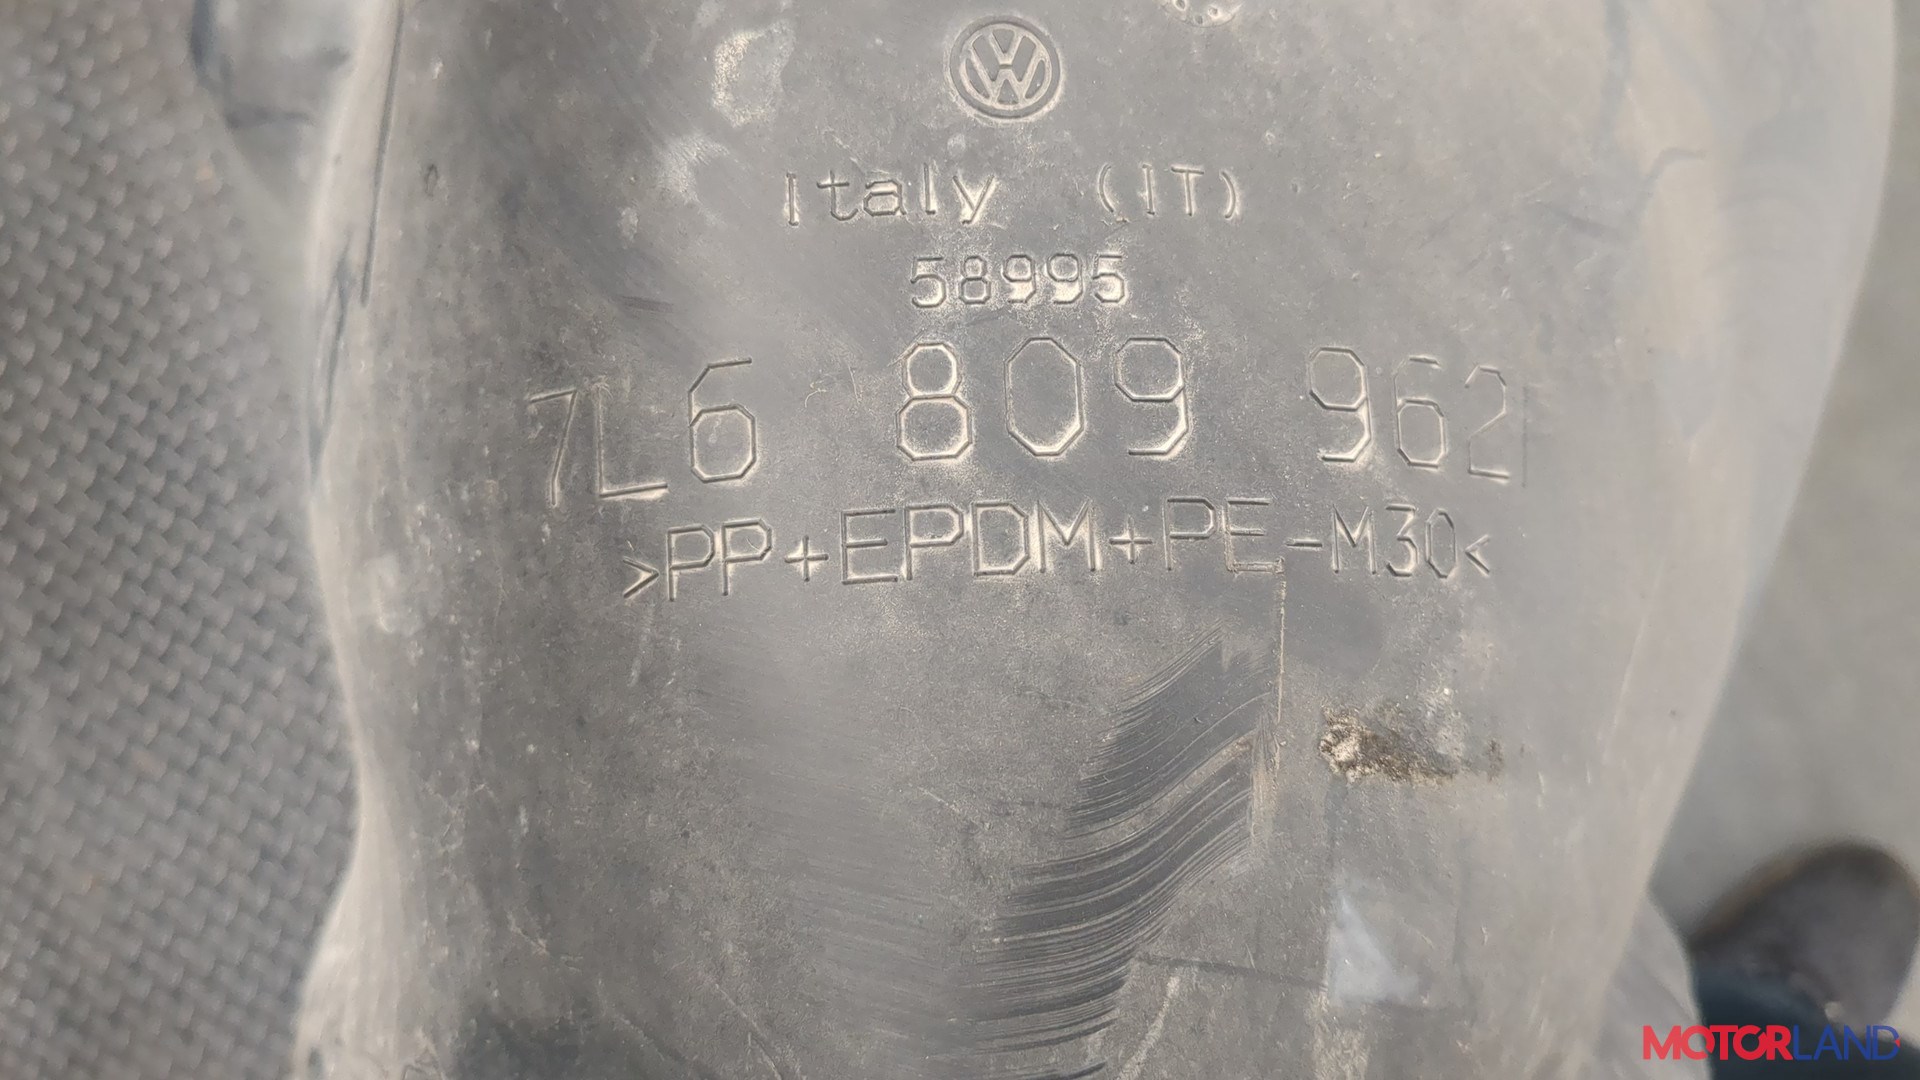 Italy (IT)
58995
7L6 809 962
>PP+EPDM+PE-M30<
MOTORLAND